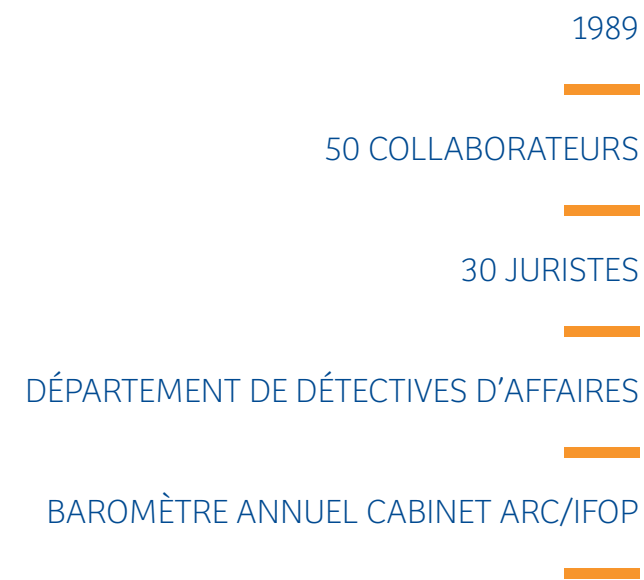 1989
50 COLLABORATEURS
30 JURISTES
DÉPARTEMENT DE DÉTECTIVES D’AFFAIRES
BAROMÈTRE ANNUEL CABINET ARC/IFOP